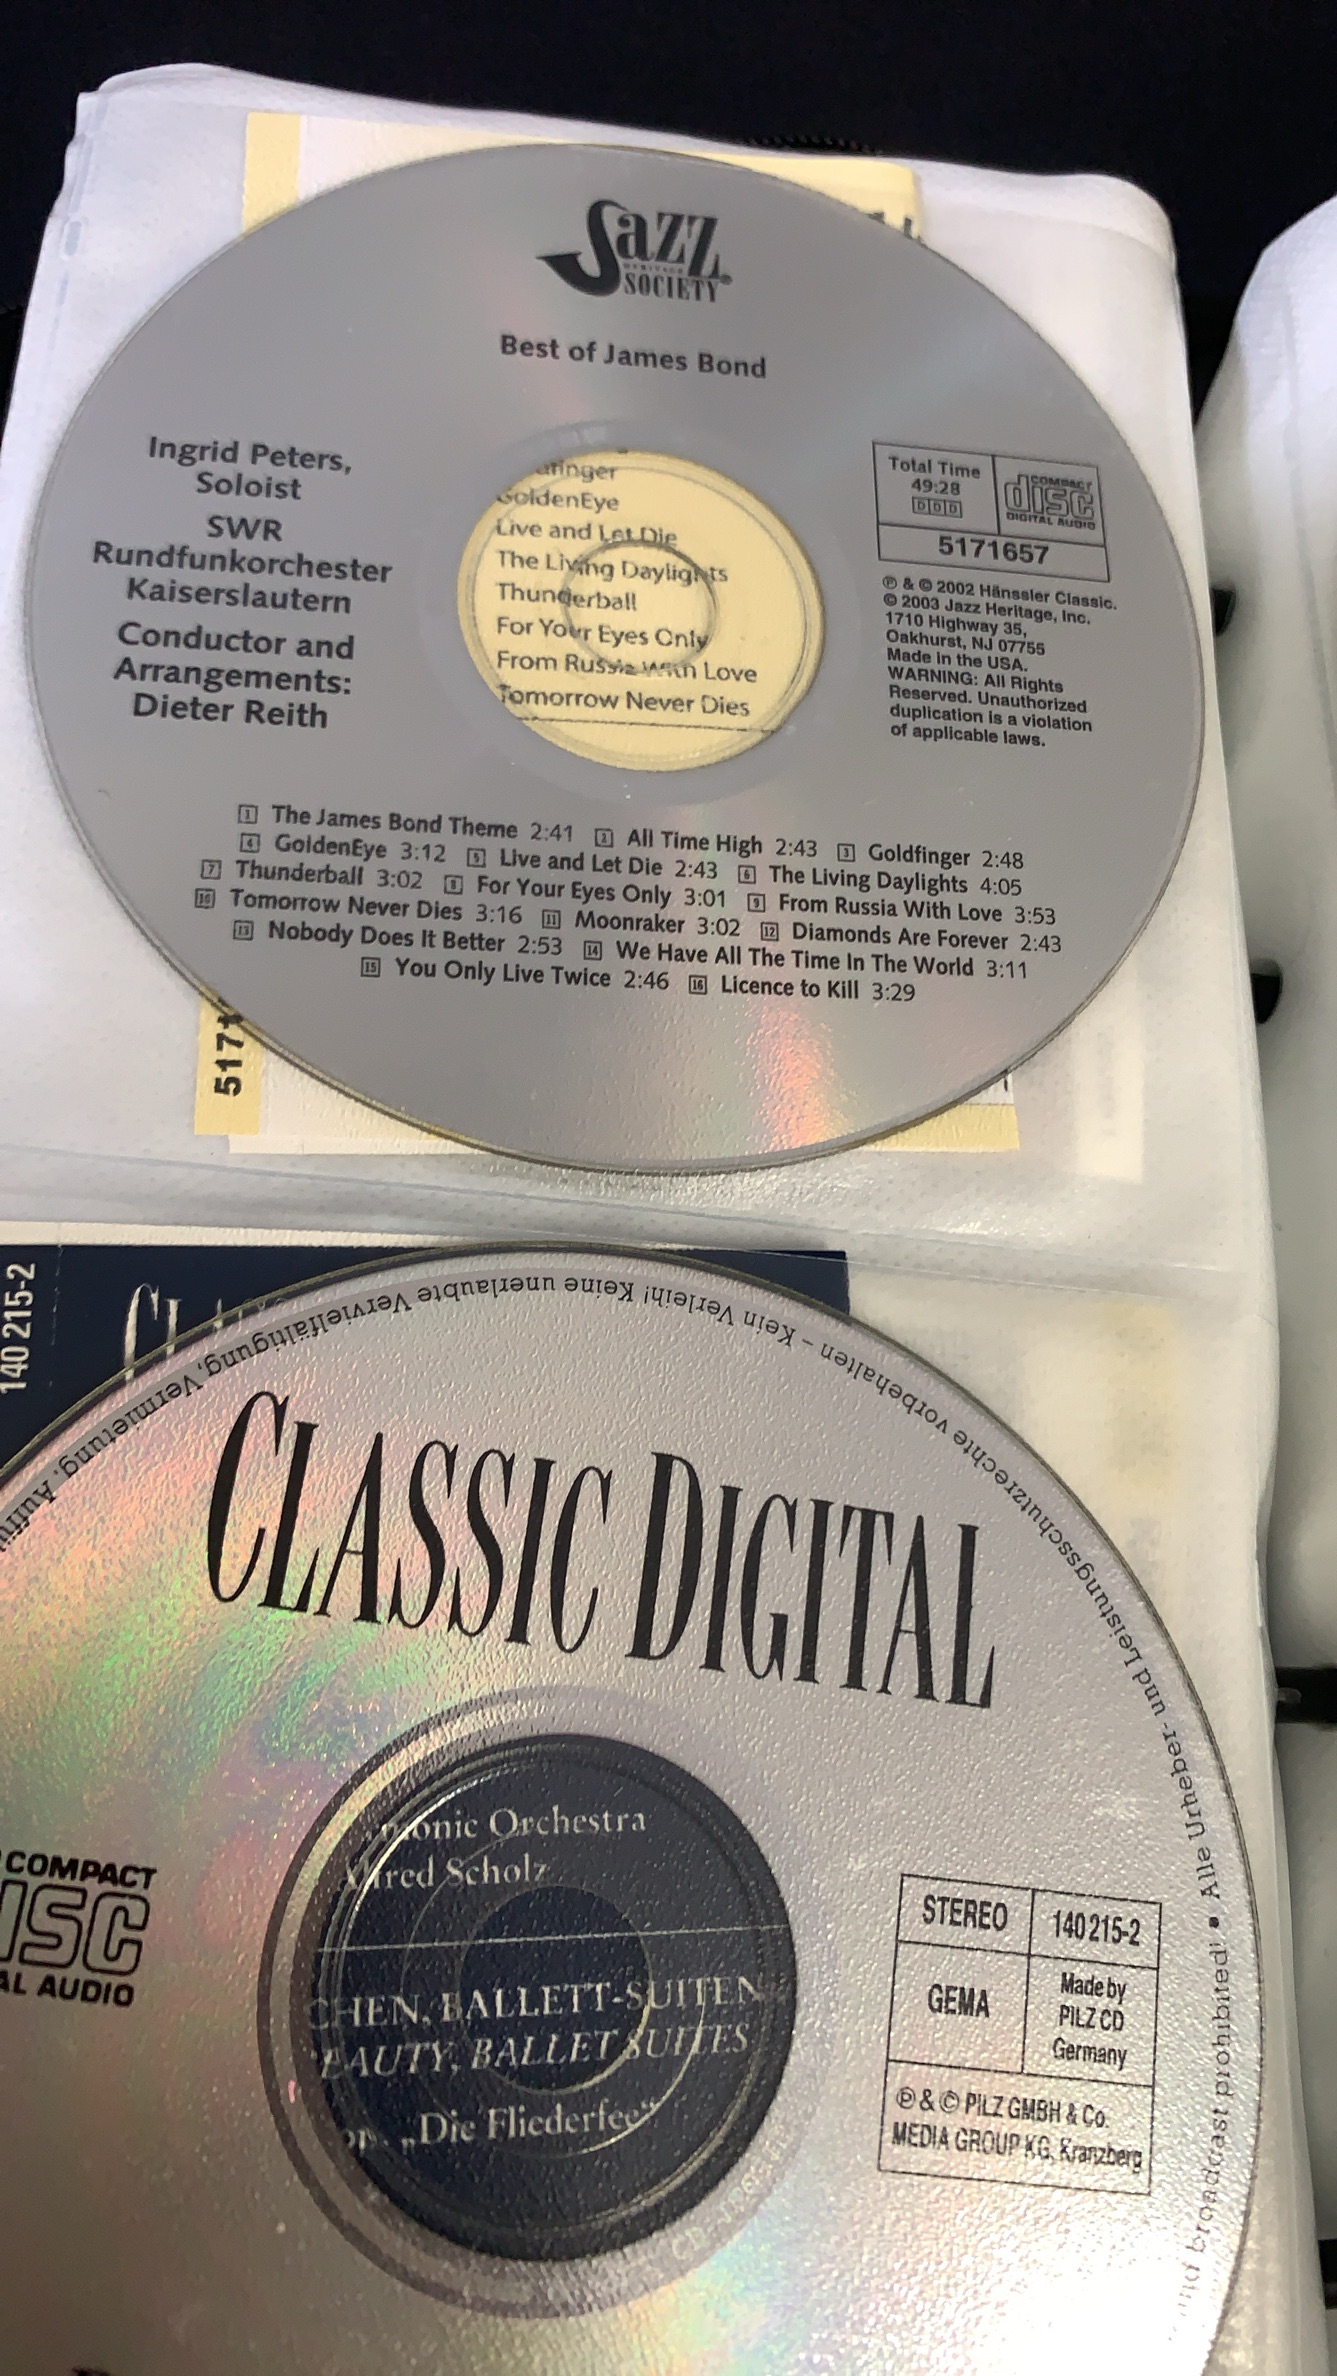 Jazz
HERITAGE
SOCIETY®
Best of James Bond
Ingrid Peters,
Soloist
SWR
Rundfunkorchester
Kaiserslautern
Conductor and
Arrangements:
Dieter Reith
GoldenEye
Live and Let Die
The Living Daylights
Thunderball
For Your Eyes Only
From Russia With Love
Tomorrow Never Dies
Total Time
49:28
DDD
COMPACT
disc
DIGITAL AUDIO
5171657
℗ & © 2002 Hänssler Classic.
© 2003 Jazz Heritage, Inc.
1710 Highway 35,
Oakhurst, NJ 07755
Made in the USA.
WARNING: All Rights
Reserved. Unauthorized
duplication is a violation
of applicable laws.
1 The James Bond Theme 2:41 2 All Time High 2:43 3 Goldfinger 2:48
4 GoldenEye 3:12 5 Live and Let Die 2:43 6 The Living Daylights 4:05
7 Thunderball 3:02 8 For Your Eyes Only 3:01 9 From Russia With Love 3:53
10 Tomorrow Never Dies 3:16 11 Moonraker 3:02 12 Diamonds Are Forever 2:43
13 Nobody Does It Better 2:53 14 We Have All The Time In The World 3:11
15 You Only Live Twice 2:46 16 Licence to Kill 3:29
5171
140 215-2
und broadcast prohibited! • Alle Urheber- und Leistungsschutzrechte vorbehalten – Kein Verleih! Keine unerlaubte Vervielfältigung, Vermietung,
CLASSIC DIGITAL
Orchestra
Scholz
BALLETT-SUITEN
BALLET SUITES
„Die Fliederfee“
COMPACT
DISC
AUDIO
STEREO
140 215-2
GEMA
Made by
PILZ CD
Germany
℗ & © PILZ GMBH & Co.
MEDIA GROUP KG, Kranzberg